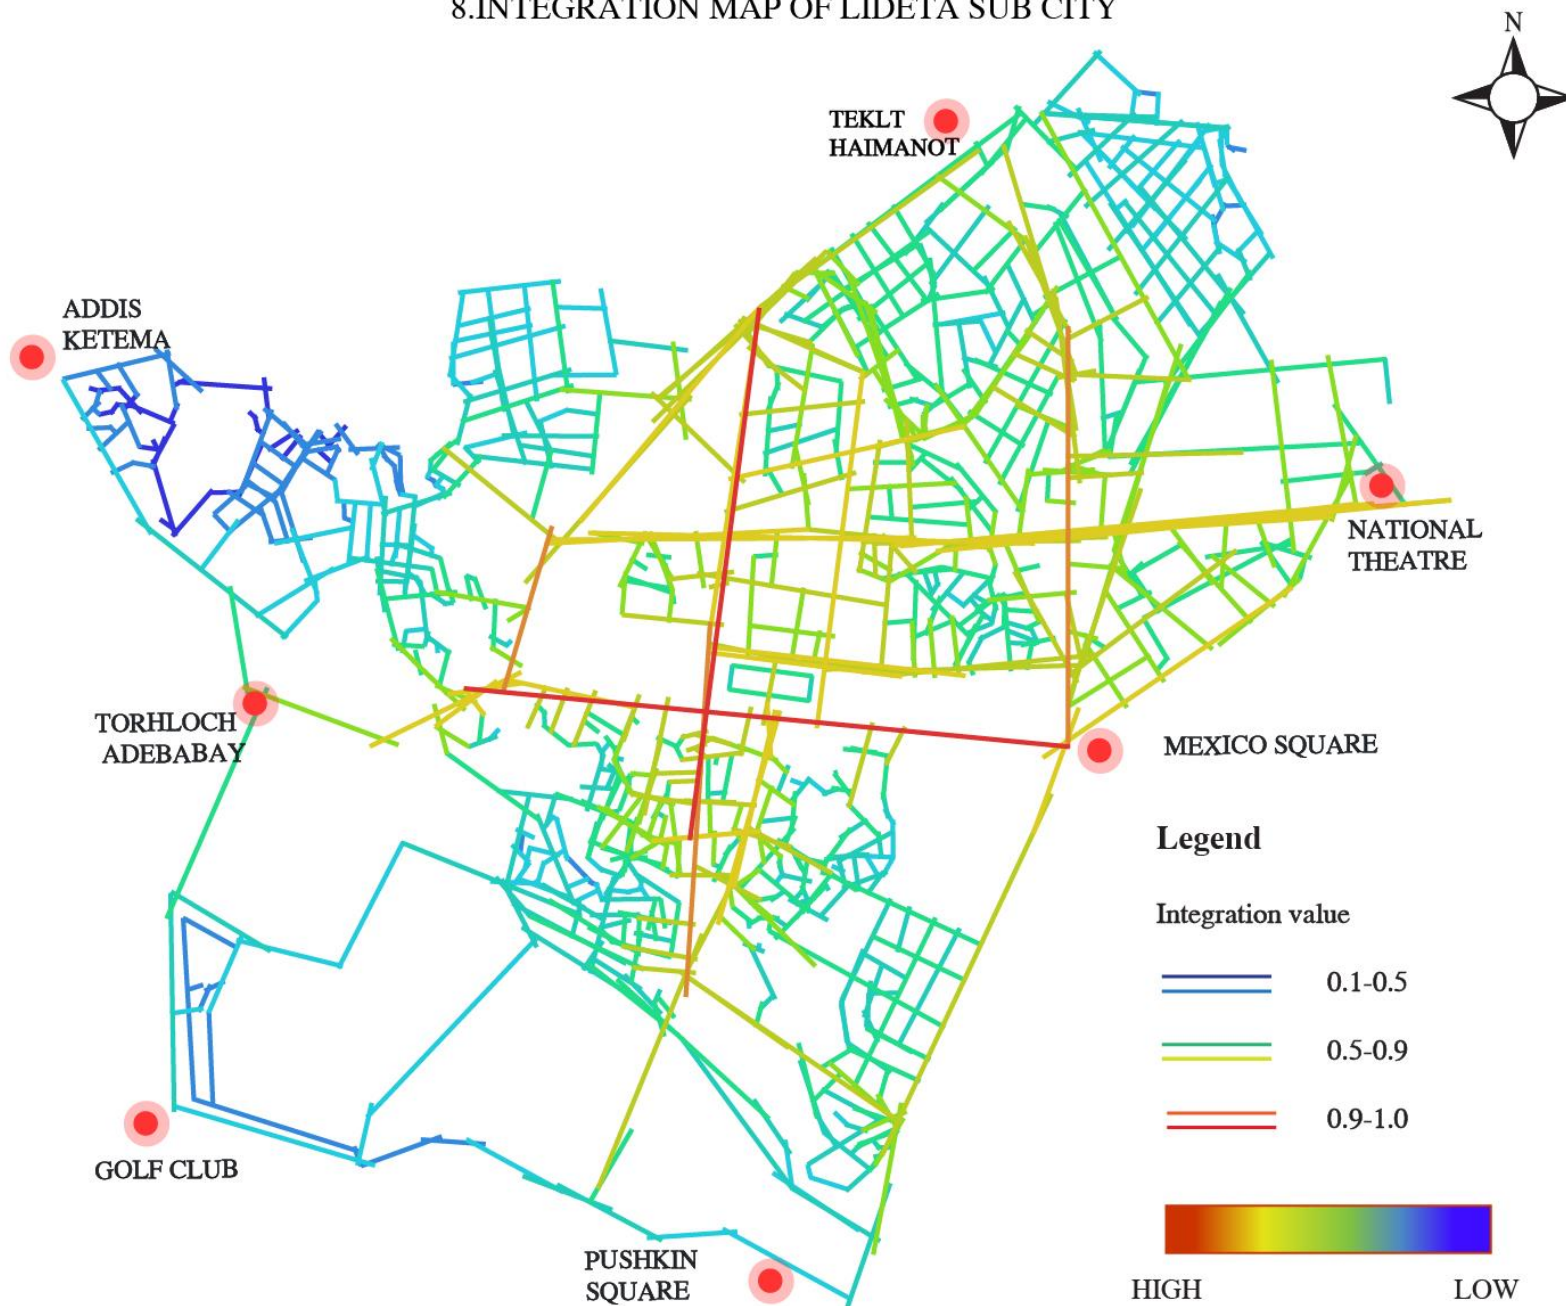 8.INTEGRATION MAP OF LIDETA SUB CITY
N
TEKLT
HAIMANOT
ADDIS
KETEMA
NATIONAL
THEATRE
TORHLOCH
ADEBABAY
MEXICO SQUARE
Legend
Integration value
0.1-0.5
0.5-0.9
0.9-1.0
GOLF CLUB
PUSHKIN
SQUARE
HIGH
LOW